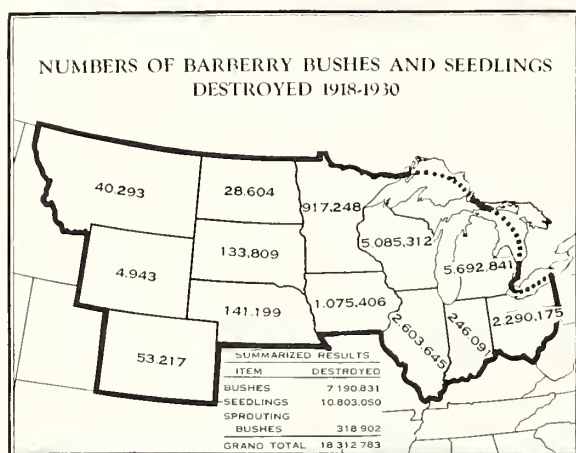 NUMBERS OF BARBERRY BUSHES AND SEEDLINGS
DESTROYED 1918-1930
40.293
28.604
917,248
5.085,312
5.692.841
4.943
133,809
141.199
1.075,406
2.603.645
246.091
2.290.175
53.217
SUMMARIZED RESULTS
ITEM DESTROYED
BUSHES 7 190.831
SEEDLINGS 10.803.050
SPROUTING
BUSHES 318 902
GRAND TOTAL 18 312 783